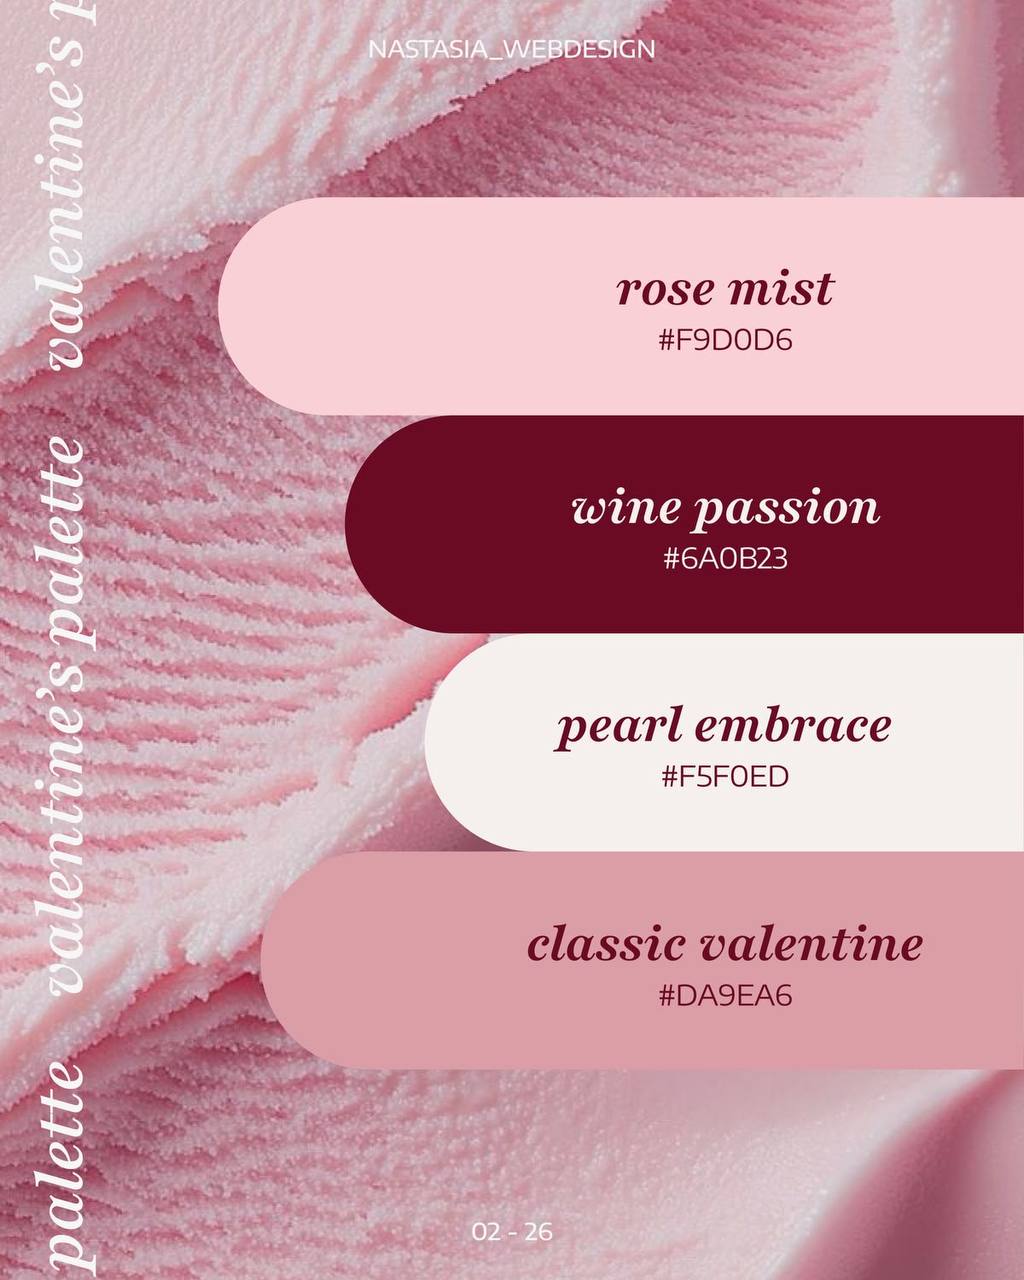 NASTASIA_WEBDESIGN
rose mist
#F9D0D6
wine passion
#6A0B23
pearl embrace
#F5F0ED
classic valentine
#DA9EA6
palette valentine's palette valentine's p
02 - 26